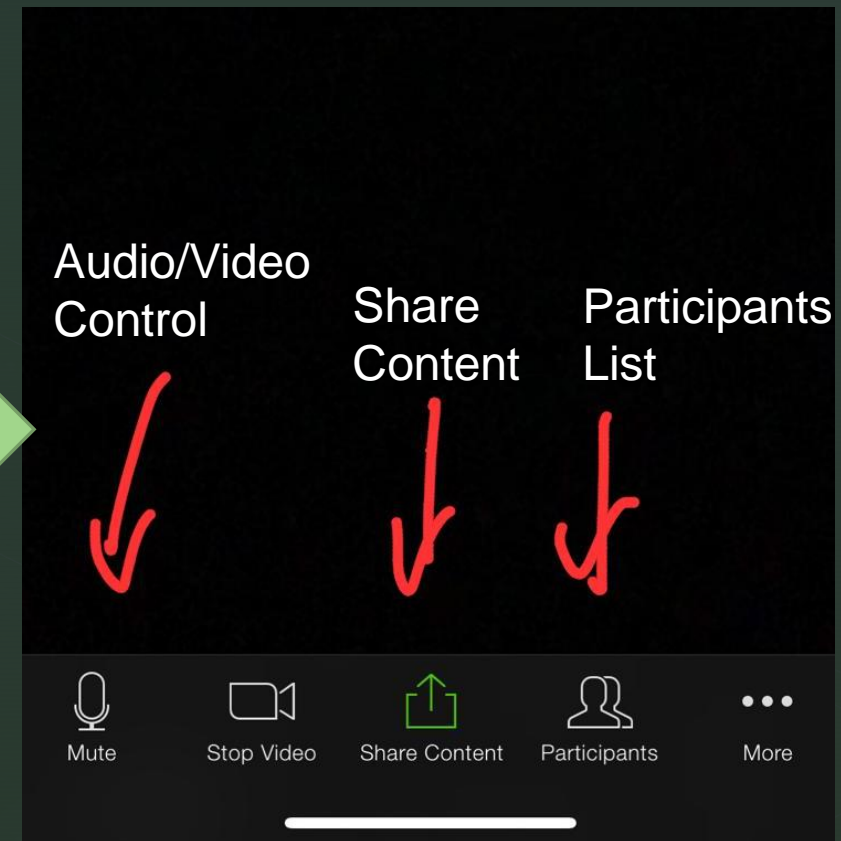 Audio/Video
Control
Share
Content
Participants
List
Mute
Stop Video
Share Content
Participants
More